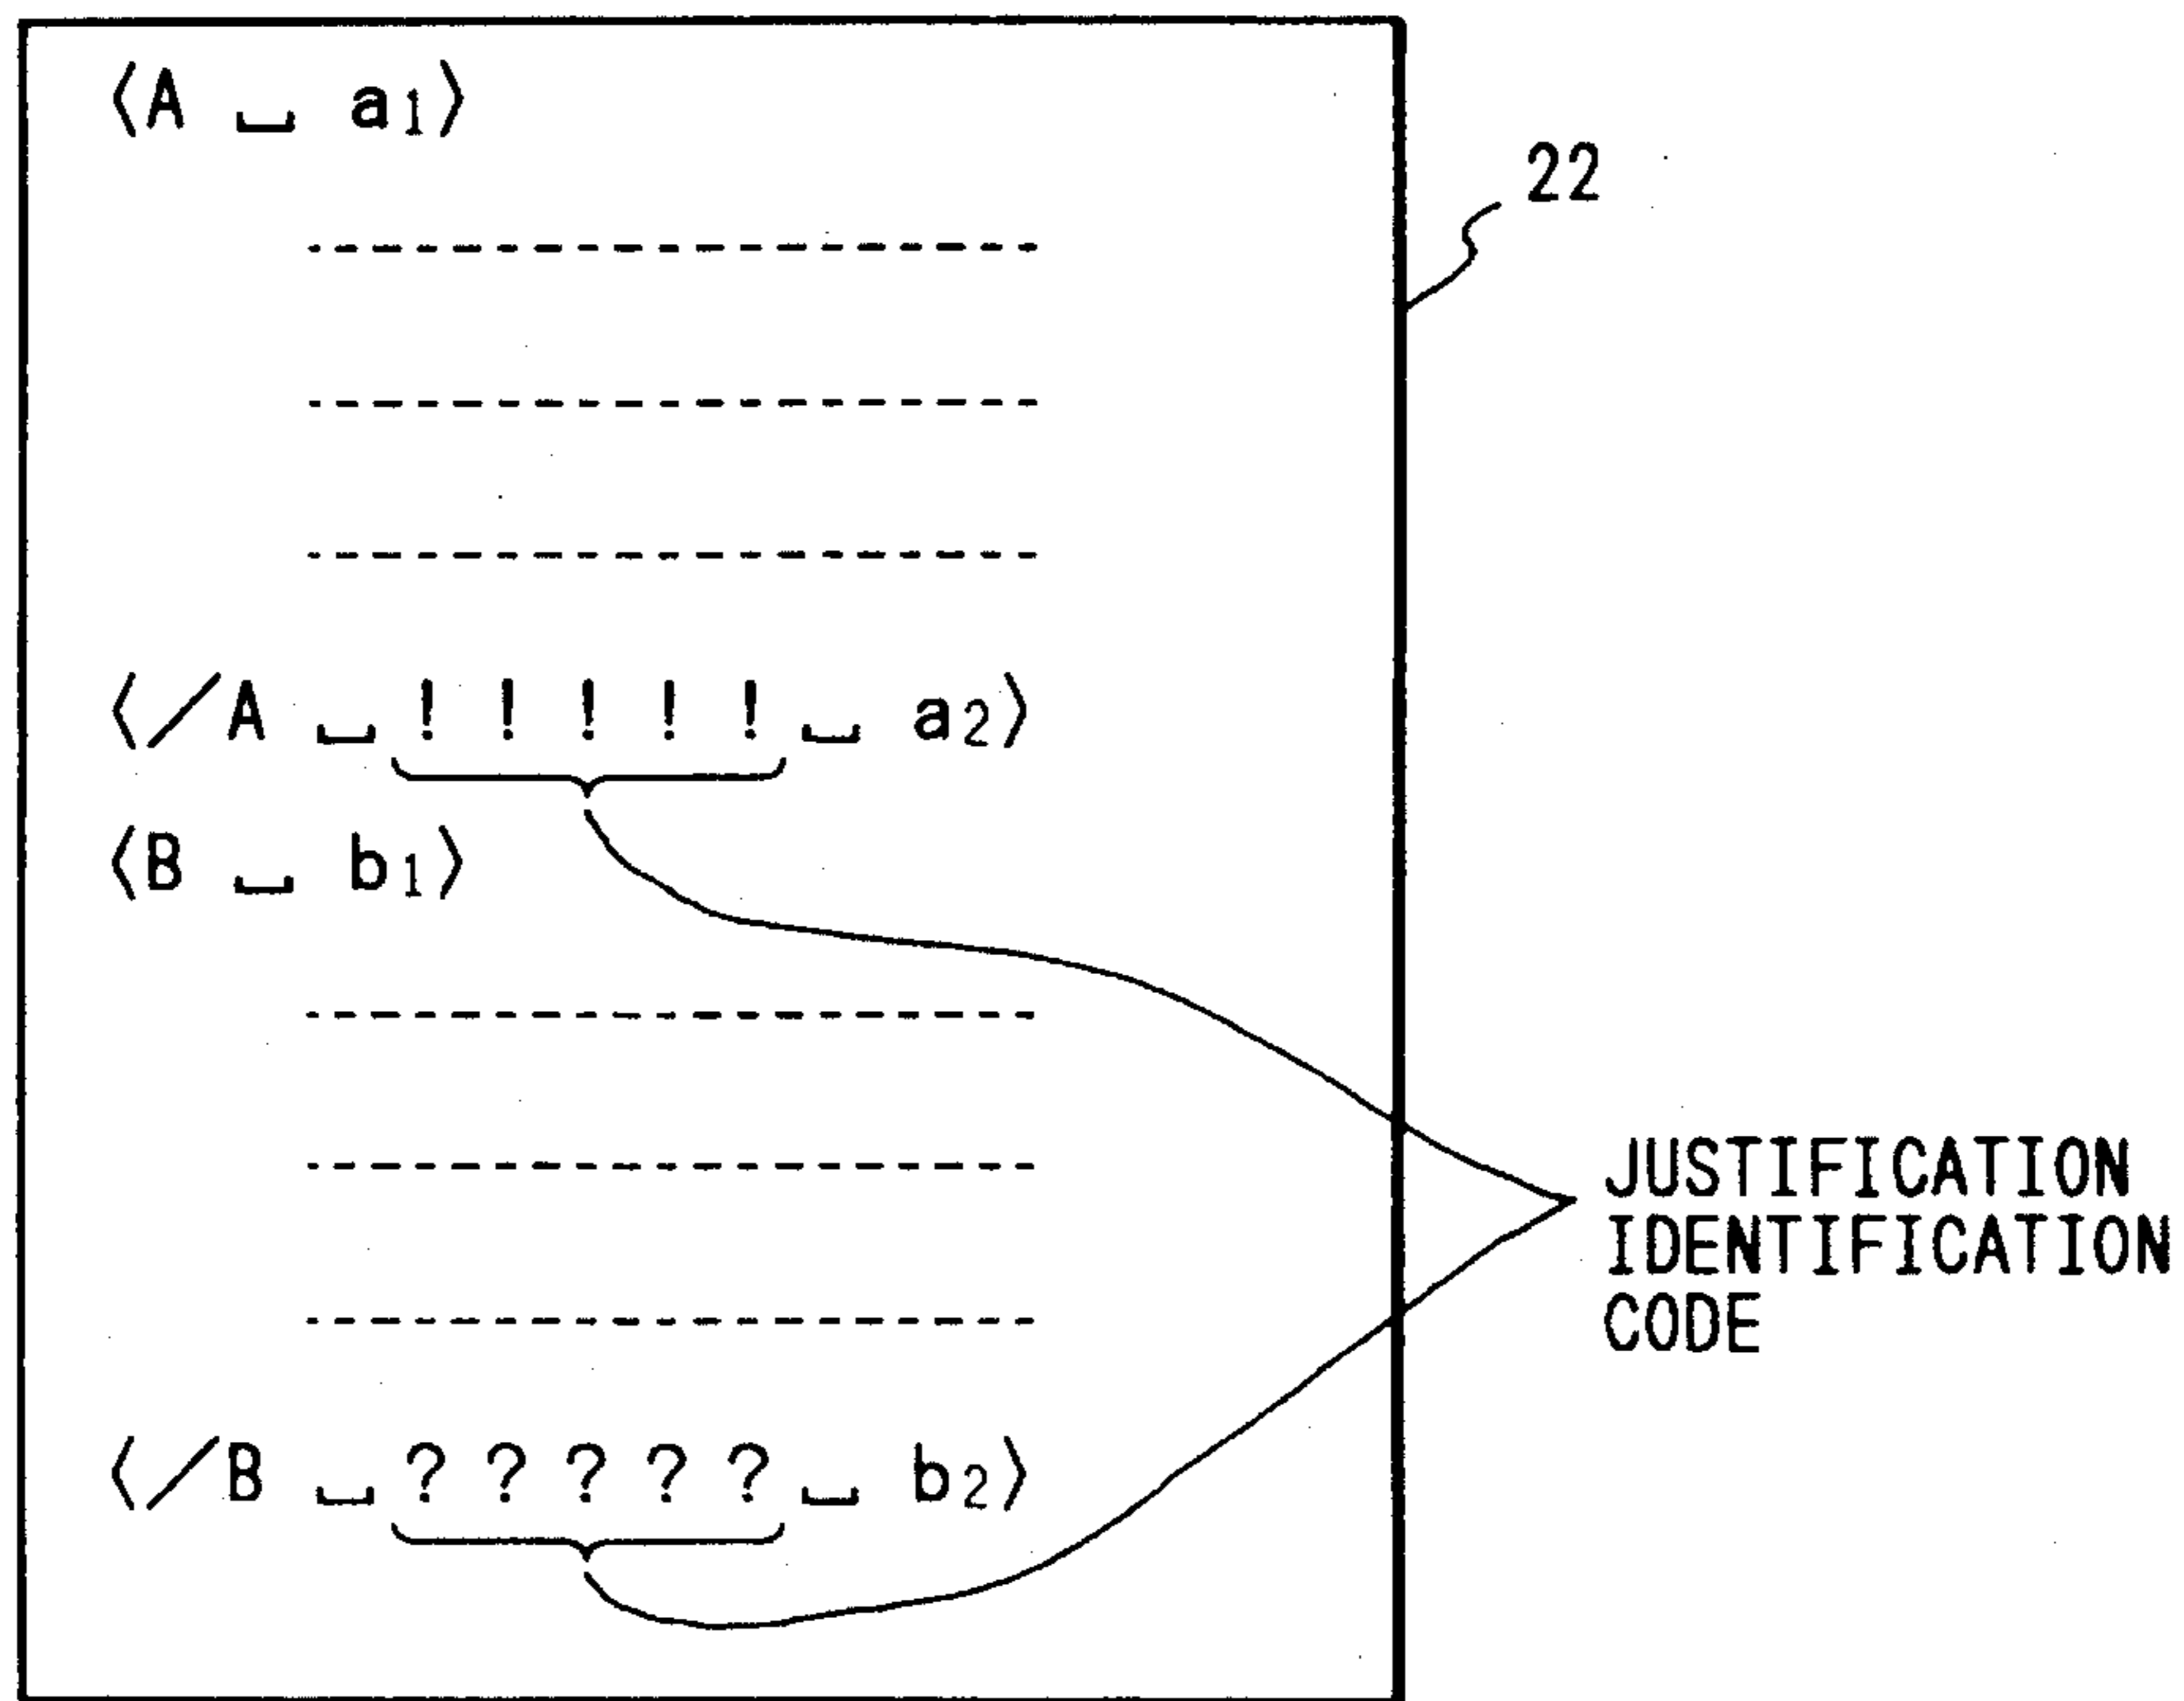 〈A ␣ a1〉
22
-------------------
-------------------
-------------------
〈/A ␣ ! ! ! ! ! ␣ a2〉
〈B ␣ b1〉
-------------------
-------------------
JUSTIFICATION
IDENTIFICATION
CODE
-------------------
〈/B ␣ ? ? ? ? ? ␣ b2〉